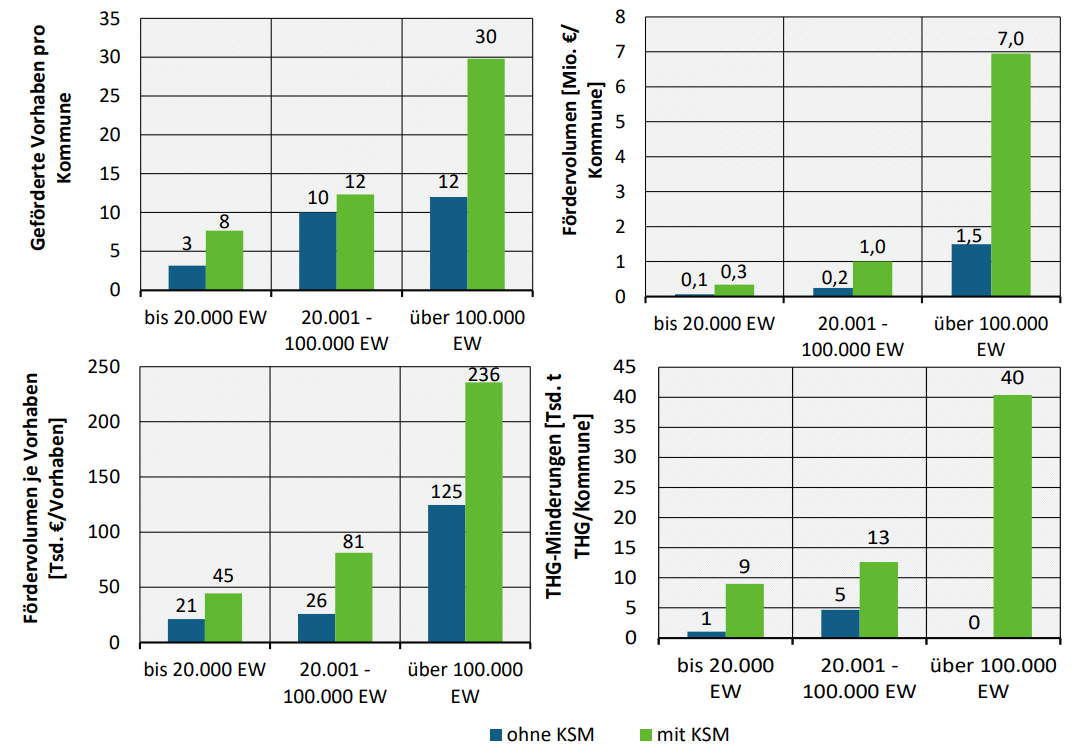 Geförderte Vorhaben pro
Kommune
35
30
25
20
15
10
5
0
3
8
10
12
12
30
bis 20.000 EW
20.001 -
100.000 EW
über 100.000
EW
Fördervolumen [Mio. €/
Kommune]
8
7
6
5
4
3
2
1
0
0,1
0,3
0,2
1,0
1,5
7,0
bis 20.000 EW
20.001 -
100.000 EW
über 100.000
EW
Fördervolumen je Vorhaben
[Tsd. €/Vorhaben]
250
200
150
100
50
0
21
45
26
81
125
236
bis 20.000 EW
20.001 -
100.000 EW
über 100.000
EW
THG-Minderungen [Tsd. t
THG/Kommune]
45
40
35
30
25
20
15
10
5
0
1
9
5
13
0
40
bis 20.000
EW
20.001 -
100.000 EW
über 100.000
EW
ohne KSM
mit KSM